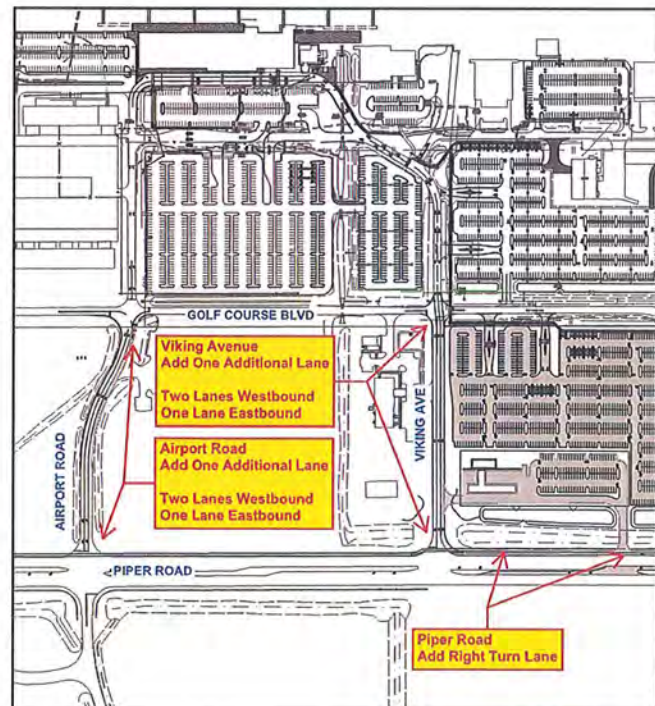 GOLF COURSE BLVD
Viking Avenue
Add One Additional Lane
Two Lanes Westbound
One Lane Eastbound
VIKING AVE
AIRPORT ROAD
Airport Road
Add One Additional Lane
Two Lanes Westbound
One Lane Eastbound
PIPER ROAD
Piper Road
Add Right Turn Lane